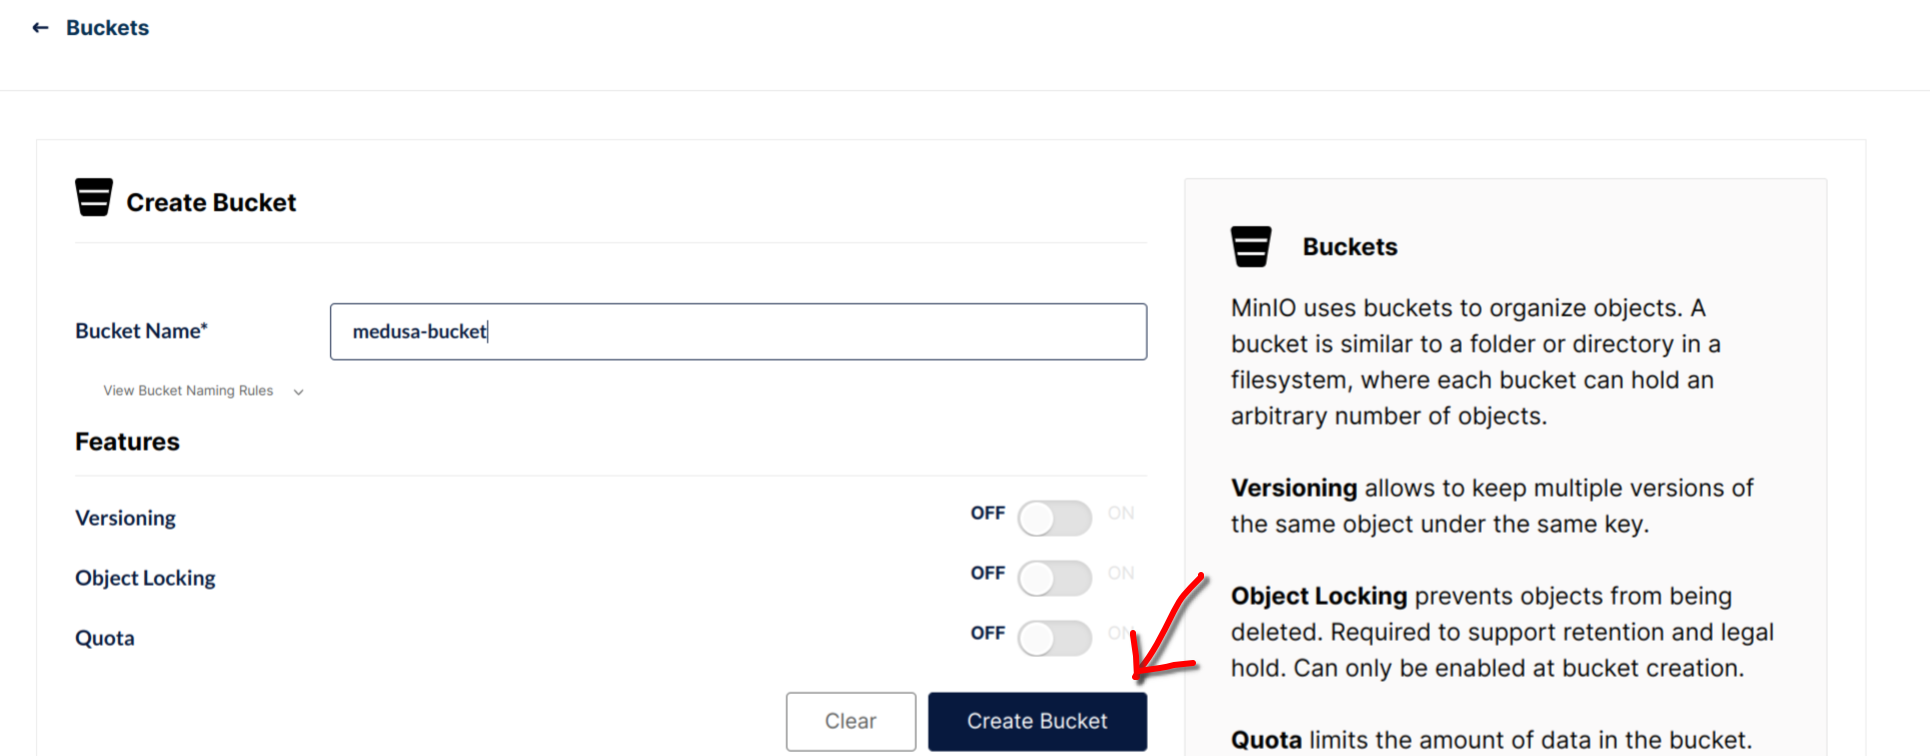 ← Buckets
Create Bucket
Bucket Name*
medusa-bucket
View Bucket Naming Rules
Features
Versioning
OFF ON
Object Locking
OFF ON
Quota
OFF ON
Clear
Create Bucket
Buckets
MinIO uses buckets to organize objects. A
bucket is similar to a folder or directory in a
filesystem, where each bucket can hold an
arbitrary number of objects.
Versioning allows to keep multiple versions of
the same object under the same key.
Object Locking prevents objects from being
deleted. Required to support retention and legal
hold. Can only be enabled at bucket creation.
Quota limits the amount of data in the bucket.